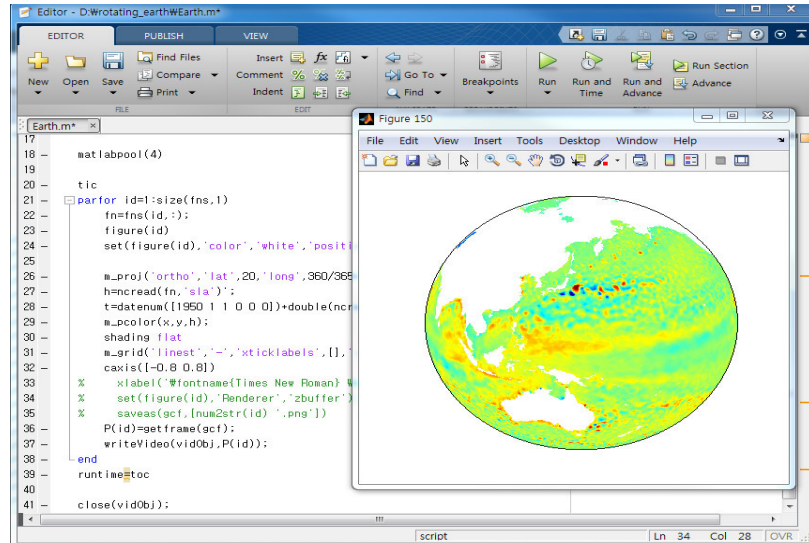 Editor - D:₩rotating_earth₩Earth.m*
EDITOR PUBLISH VIEW
New Open Save Find Files Compare Print
Insert Comment Indent
Go To Find
Breakpoints Run Run and Time Run and Advance Run Section Advance
FILE EDIT
Earth.m* ×
17
18 – matlabpool(4)
19
20 – tic
21 – parfor id=1:size(fns,1)
22 – fn=fns(id,:);
23 – figure(id)
24 – set(figure(id),'color','white','positi
25
26 – m_proj('ortho','lat',20,'long',360/365
27 – h=ncread(fn,'sla')';
28 – t=datenum([1950 1 1 0 0 0])+double(ncr
29 – m_pcolor(x,y,h);
30 – shading flat
31 – m_grid('linest','-','xticklabels',[],'
32 – caxis([-0.8 0.8])
33 % xlabel('₩fontname{Times New Roman} ₩
34 % set(figure(id),'Renderer','zbuffer')
35 % saveas(gcf,[num2str(id) '.png'])
36 – P(id)=getframe(gcf);
37 – writeVideo(vidObj,P(id));
38 – end
39 – runtime=toc
40
41 – close(vidObj);
Figure 150
File Edit View Insert Tools Desktop Window Help
script Ln 34 Col 28 OVR